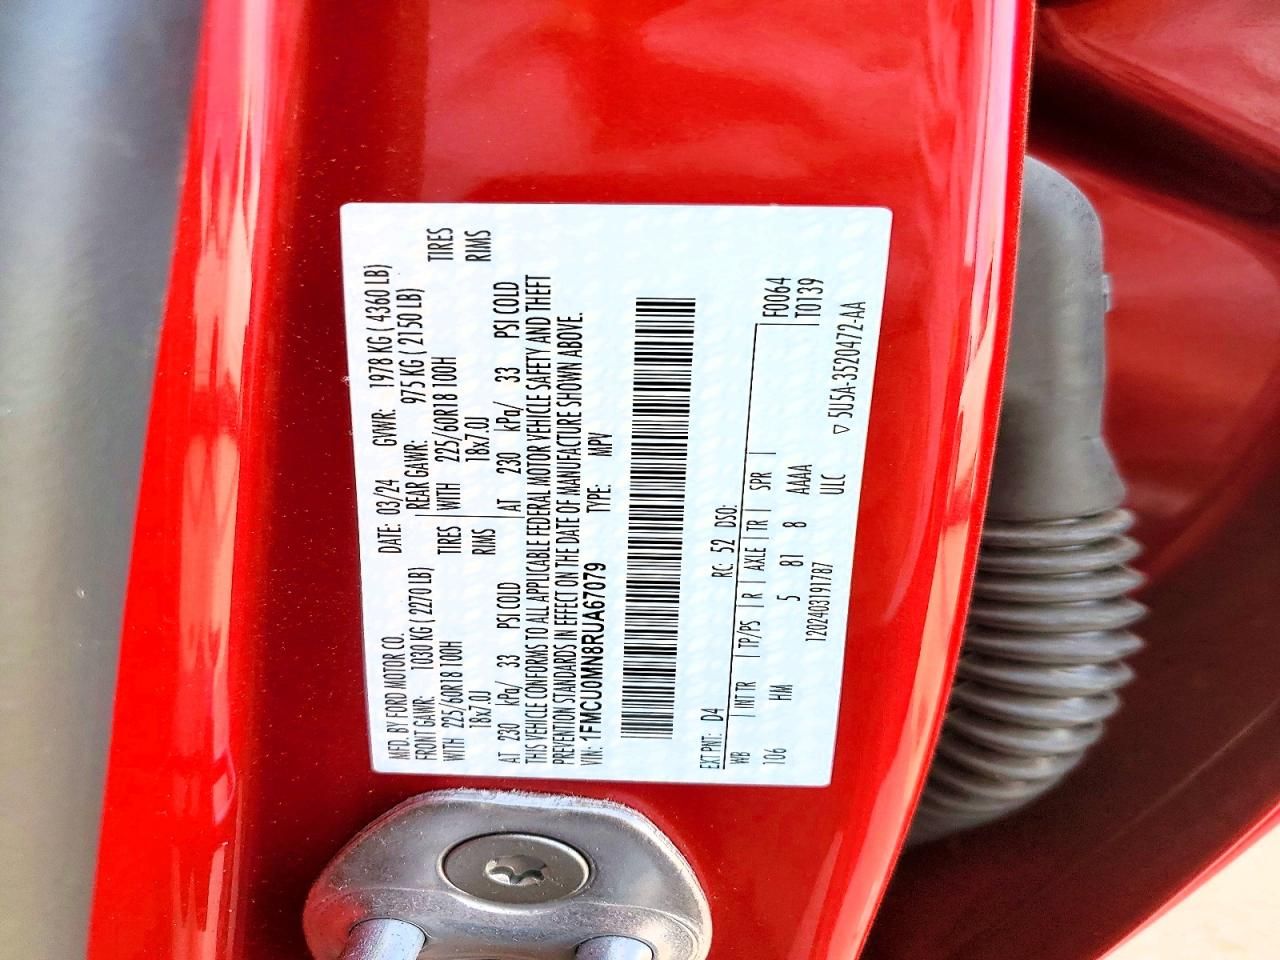 MFD. BY FORD MOTOR CO.
DATE: 03/24 GVWR: 1978 KG ( 4360 LB)
FRONT GAWR: 1030 KG ( 2270 LB) REAR GAWR: 975 KG ( 2150 LB)
WITH 225/60R18 100H TIRES WITH 225/60R18 100H TIRES
18x7.0J RIMS 18x7.0J RIMS
AT 230 kPa/ 33 PSI COLD AT 230 kPa/ 33 PSI COLD
THIS VEHICLE CONFORMS TO ALL APPLICABLE FEDERAL MOTOR VEHICLE SAFETY AND THEFT
PREVENTION STANDARDS IN EFFECT ON THE DATE OF MANUFACTURE SHOWN ABOVE.
VIN: 1FMCU0MN8RUA67079 TYPE: MPV
EXT PNT: D4 RC: 52 DSO: F0064
WB INT TR TP/PS R AXLE TR SPR T0139
106 HM 5 81 8 AAAA
ULC
1202403191787 ▽ 5U5A-3520472-AA